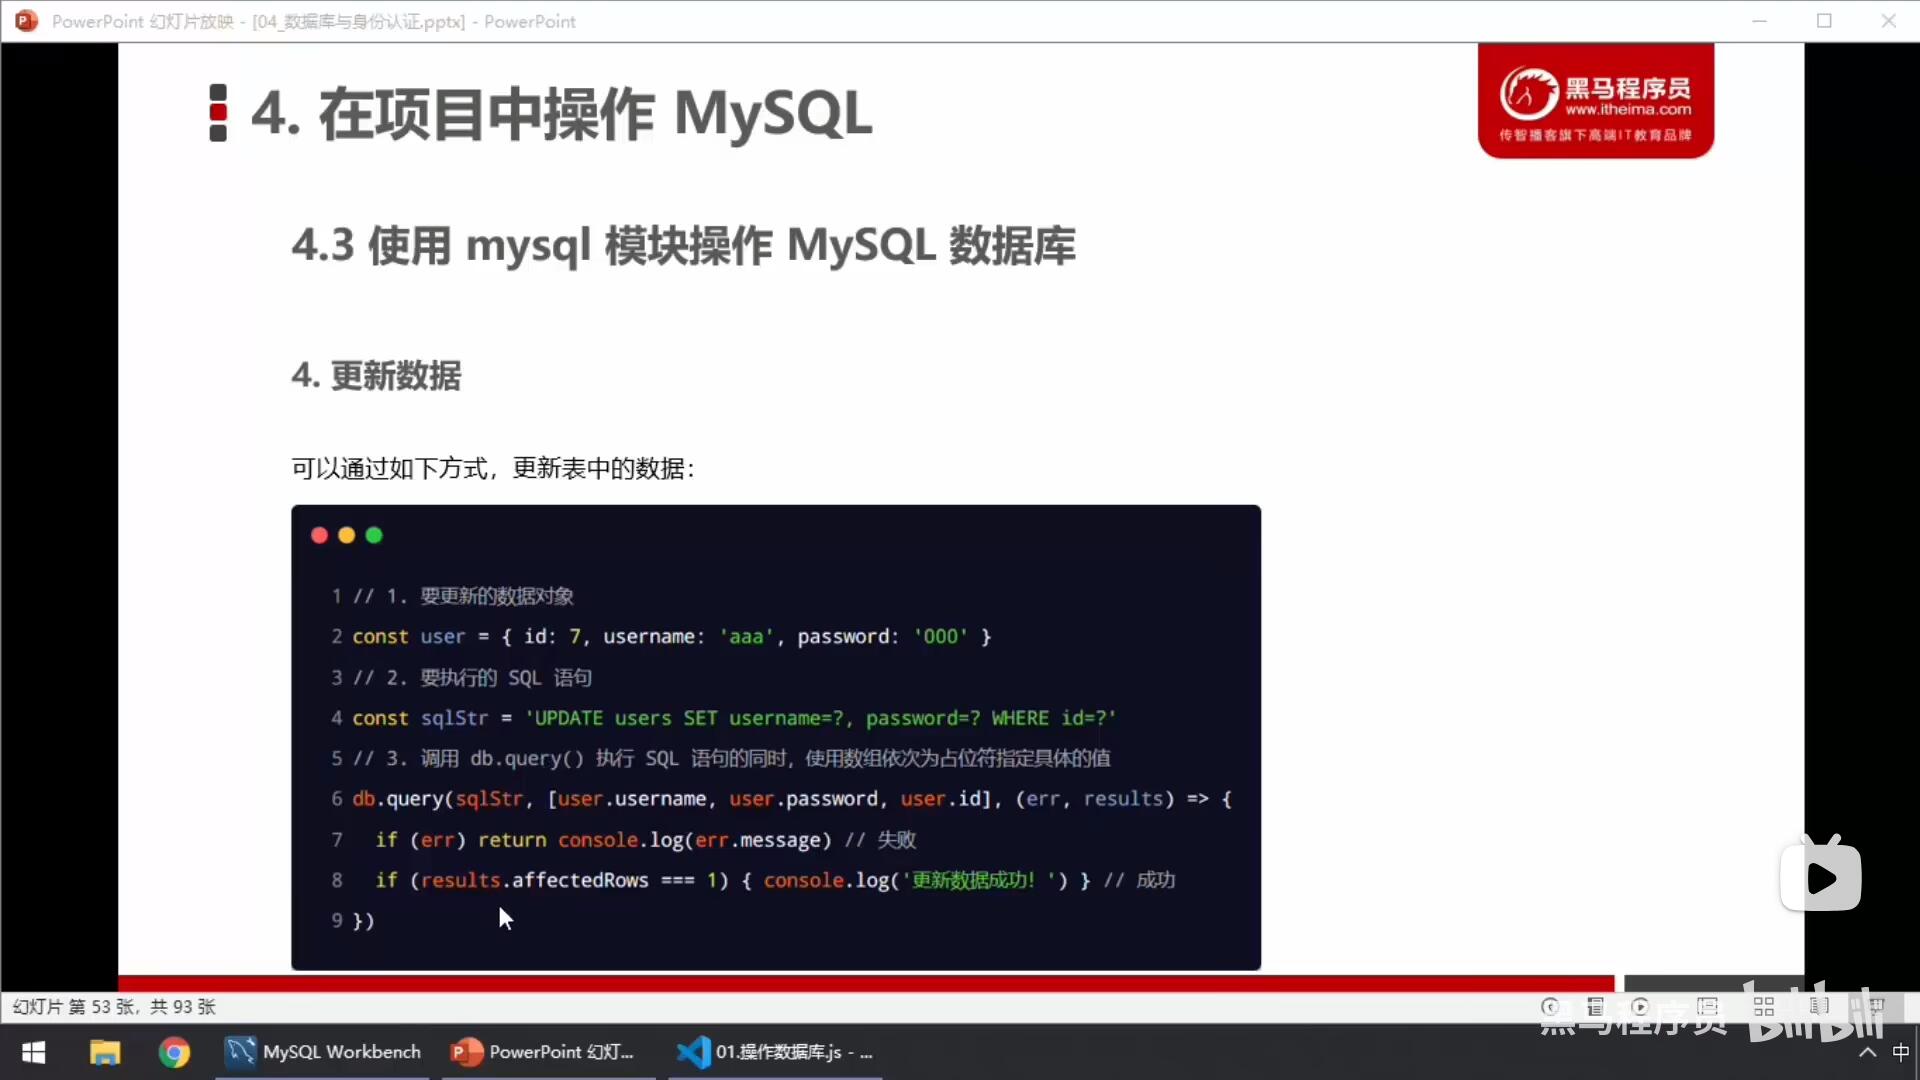 PowerPoint 幻灯片放映 - [04_数据库与身份认证.pptx] - PowerPoint
4. 在项目中操作 MySQL
黑马程序员
www.itheima.com
传智播客旗下高端IT教育品牌
4.3 使用 mysql 模块操作 MySQL 数据库
4. 更新数据
可以通过如下方式，更新表中的数据：
1 // 1. 要更新的数据对象
2 const user = { id: 7, username: 'aaa', password: '000' }
3 // 2. 要执行的 SQL 语句
4 const sqlStr = 'UPDATE users SET username=?, password=? WHERE id=?'
5 // 3. 调用 db.query() 执行 SQL 语句的同时，使用数组依次为占位符指定具体的值
6 db.query(sqlStr, [user.username, user.password, user.id], (err, results) => {
7 if (err) return console.log(err.message) // 失败
8 if (results.affectedRows === 1) { console.log('更新数据成功！') } // 成功
9 })
幻灯片 第 53 张，共 93 张
黑马程序员 bilibili
MySQL Workbench
PowerPoint 幻灯...
01.操作数据库.js - ...
中